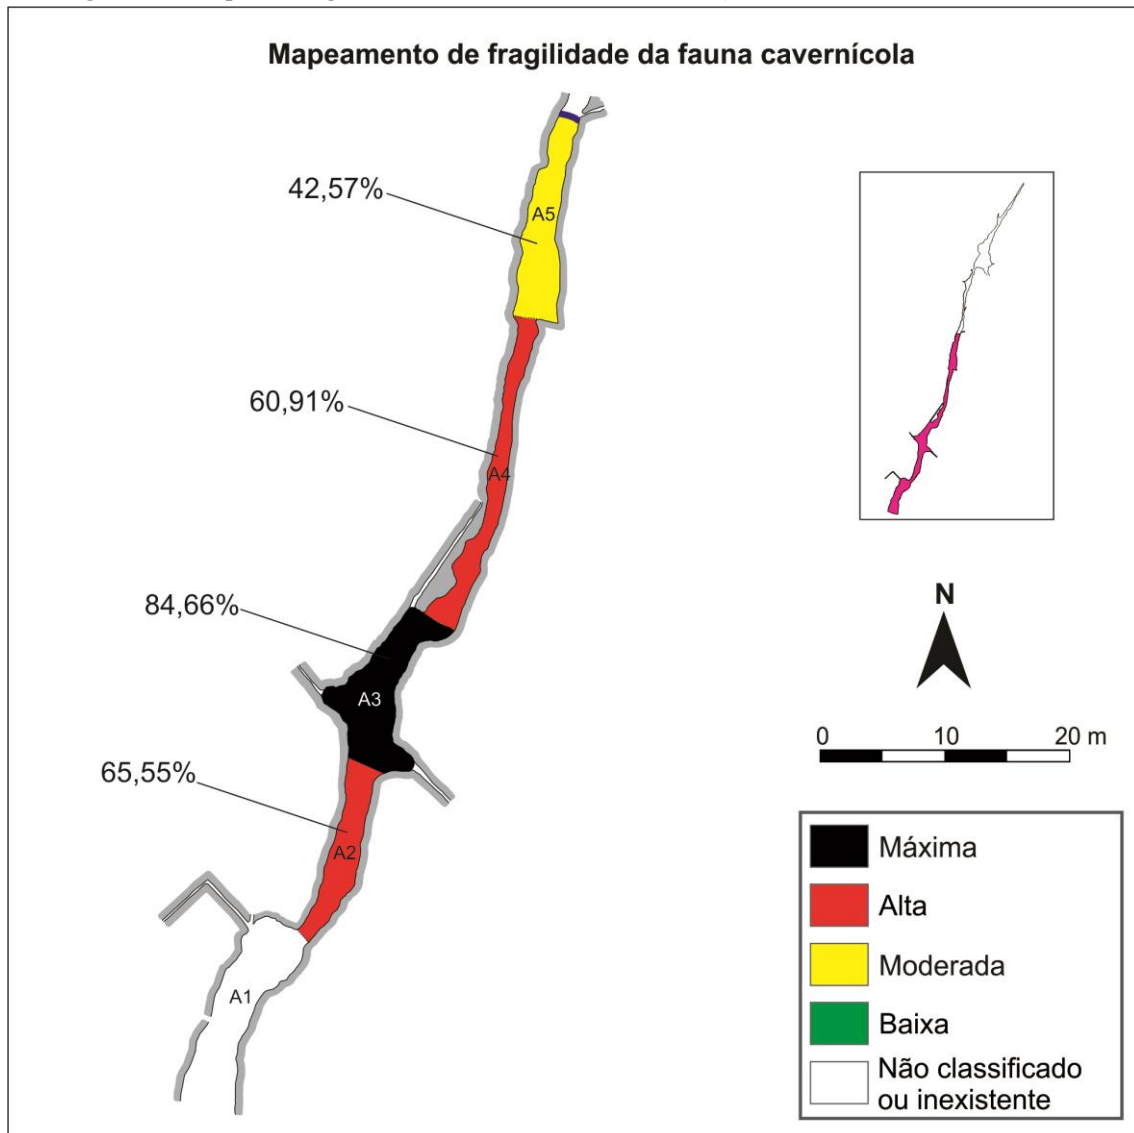 Mapeamento de fragilidade da fauna cavernícola
42,57%
A5
60,91%
A4
84,66%
A3
65,55%
A2
A1
N
0 10 20 m
Máxima
Alta
Moderada
Baixa
Não classificado
ou inexistente